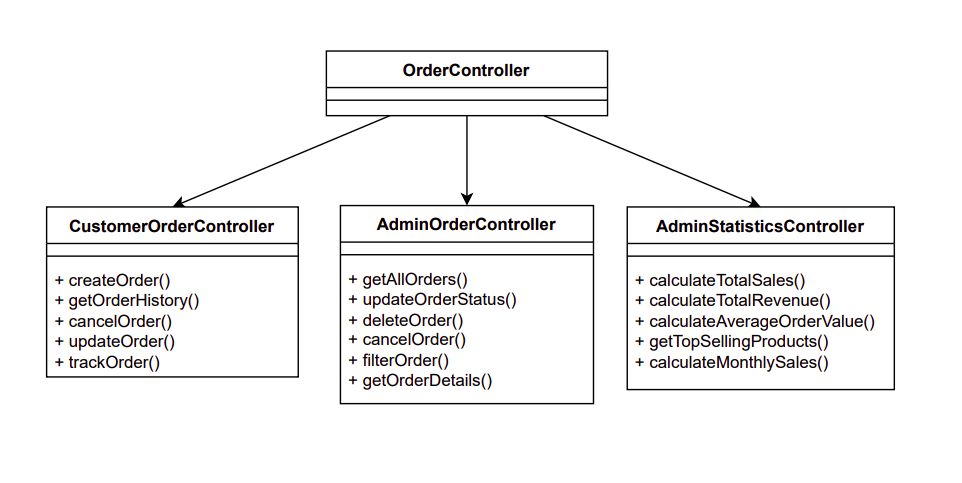 OrderController
CustomerOrderController
+ createOrder()
+ getOrderHistory()
+ cancelOrder()
+ updateOrder()
+ trackOrder()
AdminOrderController
+ getAllOrders()
+ updateOrderStatus()
+ deleteOrder()
+ cancelOrder()
+ filterOrder()
+ getOrderDetails()
AdminStatisticsController
+ calculateTotalSales()
+ calculateTotalRevenue()
+ calculateAverageOrderValue()
+ getTopSellingProducts()
+ calculateMonthlySales()